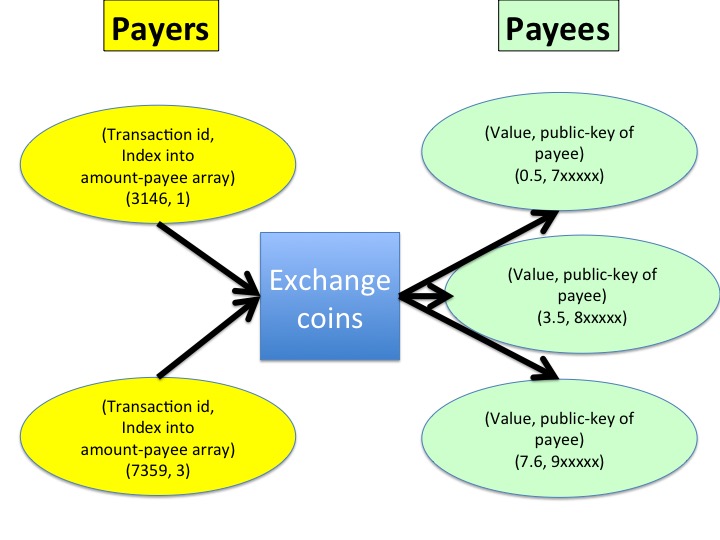 Payers
Payees
(Transaction id,
Index into
amount-payee array)
(3146, 1)
(Value, public-key of
payee)
(0.5, 7xxxxx)
Exchange
coins
(Value, public-key of
payee)
(3.5, 8xxxxx)
(Transaction id,
Index into
amount-payee array)
(7359, 3)
(Value, public-key of
payee)
(7.6, 9xxxxx)